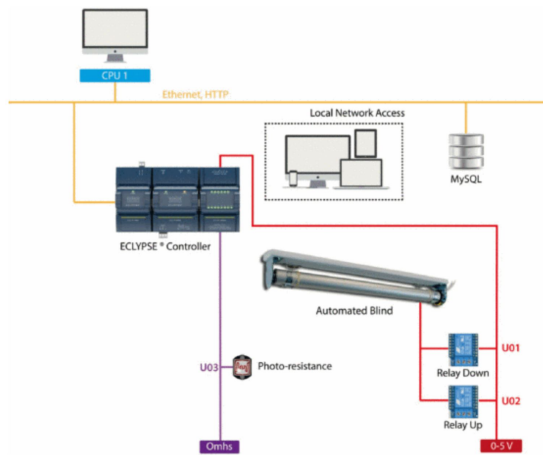 CPU 1
Ethernet, HTTP
Local Network Access
MySQL
ECLYPSE ® Controller
Automated Blind
U01
U03
Photo-resistance
Relay Down
U02
Relay Up
Omhs
0-5 V